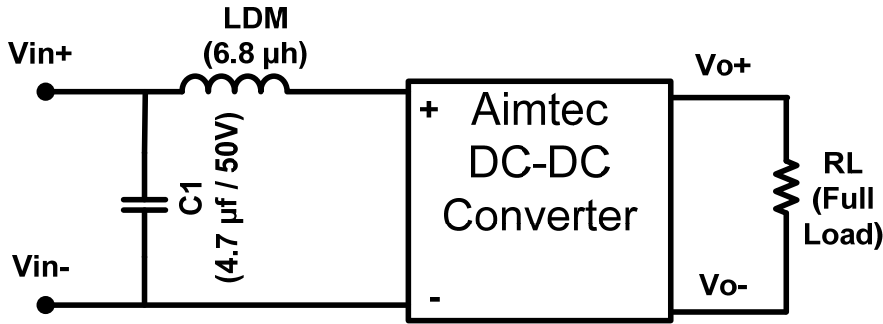 LDM
(6.8 µh)
Vin+
Vo+
+
Aimtec
DC-DC
Converter
C1
(4.7 µf / 50V)
RL
(Full
Load)
Vin-
Vo-
-